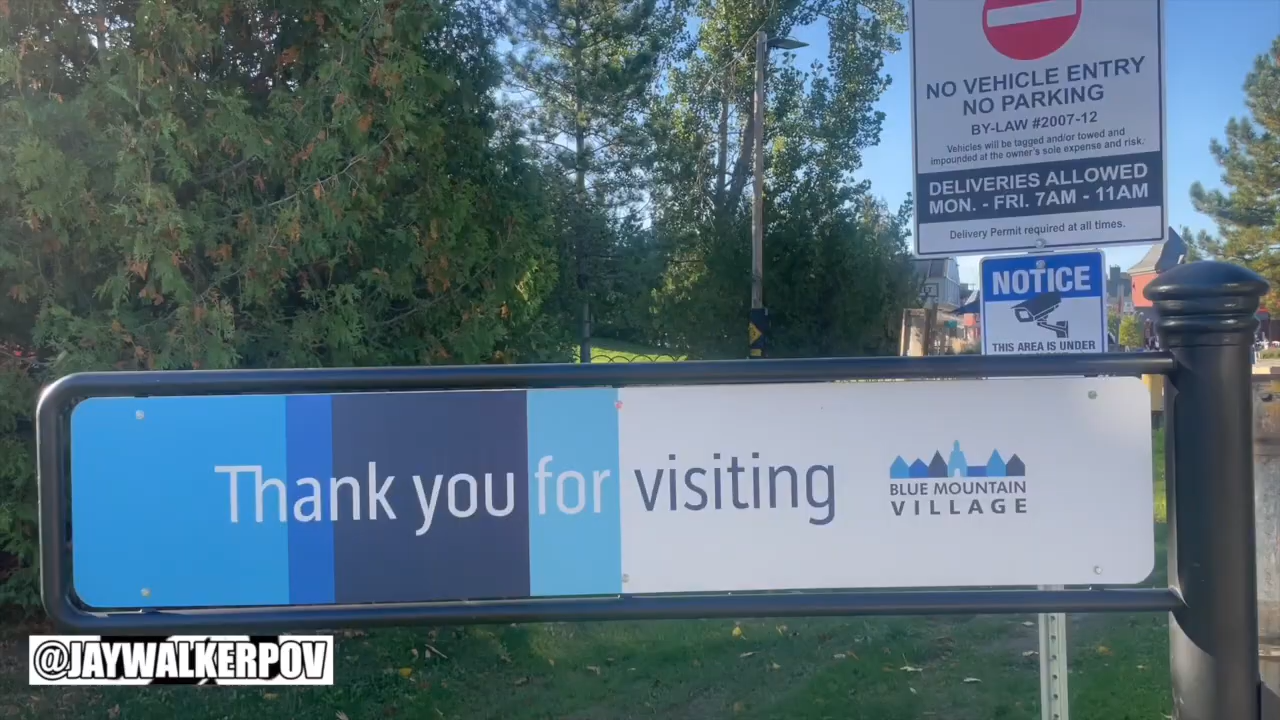 NO VEHICLE ENTRY
NO PARKING
BY-LAW #2007-12
Vehicles will be tagged and/or towed and
impounded at the owner's sole expense and risk.
DELIVERIES ALLOWED
MON. - FRI. 7AM - 11AM
Delivery Permit required at all times.
NOTICE
THIS AREA IS UNDER
Thank you for visiting
BLUE MOUNTAIN
VILLAGE
@JAYWALKERPOV